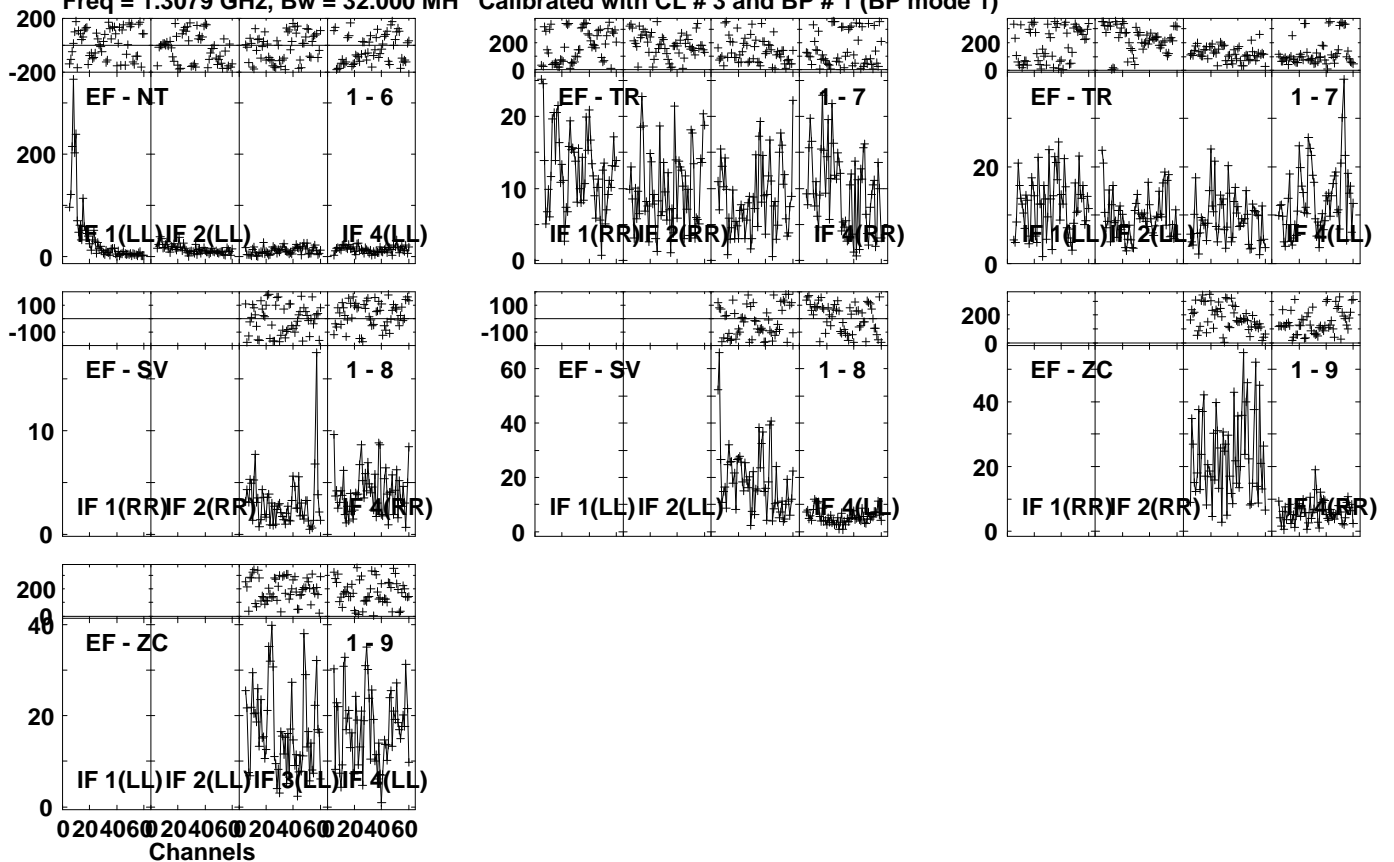 Freq = 1.3079 GHz, Bw = 32.000 MH Calibrated with CL # 3 and BP # 1 (BP mode 1)
200
-200
EF - NT 1 - 6
200
0
IF 1(LL) IF 2(LL) IF 4(LL)
200
0
EF - TR 1 - 7
20
10
0
IF 1(RR) IF 2(RR) IF 4(RR)
200
0
EF - TR 1 - 7
20
0
IF 1(LL) IF 2(LL) IF 4(LL)
100
-100
EF - SV 1 - 8
10
0
IF 1(RR) IF 2(RR) IF 4(RR)
100
-100
EF - SV 1 - 8
60
40
20
0
IF 1(LL) IF 2(LL) IF 4(LL)
200
0
EF - ZC 1 - 9
40
20
0
IF 1(RR) IF 2(RR) IF 4(RR)
200
0
EF - ZC 1 - 9
40
20
0
IF 1(LL) IF 2(LL) IF 3(LL) IF 4(LL)
0 20 40 60 0 20 40 60 0 20 40 60 0 20 40 60
Channels